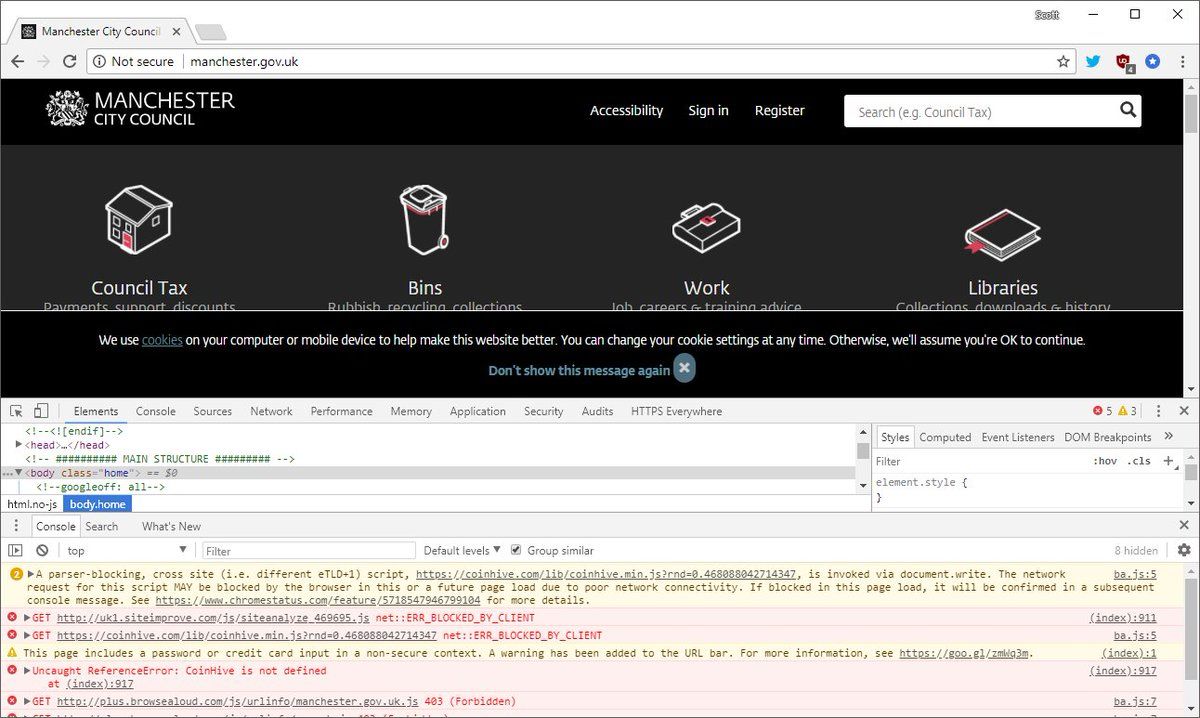 Scott
Manchester City Council
Not secure
manchester.gov.uk
4
MANCHESTER
CITY COUNCIL
Accessibility
Sign in
Register
Search (e.g. Council Tax)
Council Tax
Payments, support, discounts
Bins
Rubbish, recycling, collections
Work
Job, careers & training advice
Libraries
Collections, downloads & history
We use cookies on your computer or mobile device to help make this website better. You can change your cookie settings at any time. Otherwise, we'll assume you're OK to continue.
Don't show this message again
Elements Console Sources Network Performance Memory Application Security Audits HTTPS Everywhere
5 3
<!--<![endif]-->
<head>…</head>
<!-- ########## MAIN STRUCTURE ######### -->
<body class="home"> == $0
<!--googleoff: all-->
html.no-js body.home
Styles Computed Event Listeners DOM Breakpoints »
Filter :hov .cls +
element.style {
}
Console Search What's New
top
Filter
Default levels
Group similar
8 hidden
2 A parser-blocking, cross site (i.e. different eTLD+1) script, https://coinhive.com/lib/coinhive.min.js?rnd=0.468088042714347, is invoked via document.write. The network ba.js:5
request for this script MAY be blocked by the browser in this or a future page load due to poor network connectivity. If blocked in this page load, it will be confirmed in a subsequent
console message. See https://www.chromestatus.com/feature/5718547946799104 for more details.
GET http://uk1.siteimprove.com/js/siteanalyze_469695.js net::ERR_BLOCKED_BY_CLIENT (index):911
GET https://coinhive.com/lib/coinhive.min.js?rnd=0.468088042714347 net::ERR_BLOCKED_BY_CLIENT ba.js:5
This page includes a password or credit card input in a non-secure context. A warning has been added to the URL bar. For more information, see https://goo.gl/zmWq3m. (index):1
Uncaught ReferenceError: CoinHive is not defined (index):917
at (index):917
GET http://plus.browsealoud.com/js/urlinfo/manchester.gov.uk.js 403 (Forbidden) ba.js:7